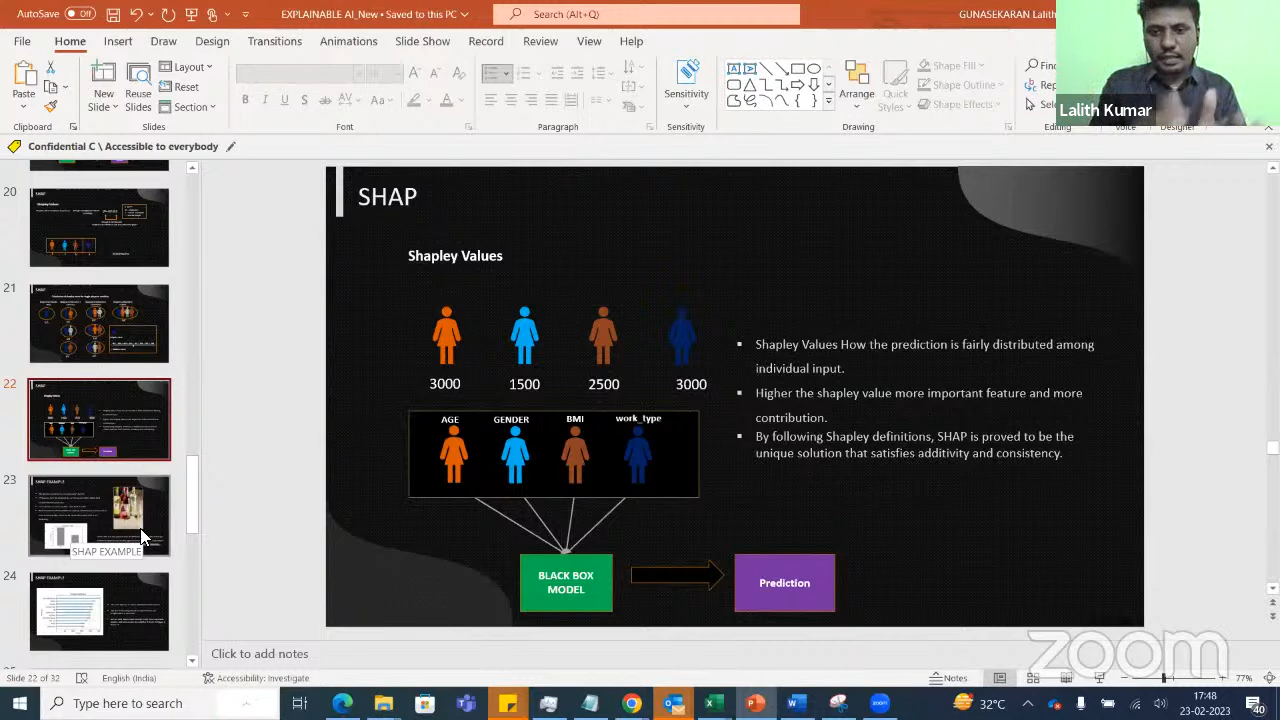 AutoSave Off
EXPLAINABLE AI_New • Saved to this PC
Search (Alt+Q)
GUNASEKARAN Lalith
File Home Insert Draw Design Transitions Animations Slide Show Record Review View Help
Paste
New Slide
Reuse Slides
Layout
Reset
Section
Sensitivity
Arrange
Quick Styles
Shape Fill
Shape Outline
Shape Effects
Clipboard Slides Font Paragraph Sensitivity Drawing Editing Voice Designer
Lalith Kumar
Confidential C \ Accessible to everybody
20
21
22
23
SHAP EXAMPLE
SHAP EXAMPLE
24
SHAP EXAMPLE
SHAP
Shapley Values
3000 1500 2500 3000
AGE GENDER BMI work_type
BLACK BOX
MODEL
Prediction
▪ Shapley Values How the prediction is fairly distributed among
individual input.
▪ Higher the shapley value more important feature and more
contribution.
▪ By following Shapley definitions, SHAP is proved to be the
unique solution that satisfies additivity and consistency.
Click to add notes
zoom
Slide 22 of 32
English (India)
Accessibility: Investigate
Notes
77%
Type here to search
zoom
32°C
17:48
23-02-2023